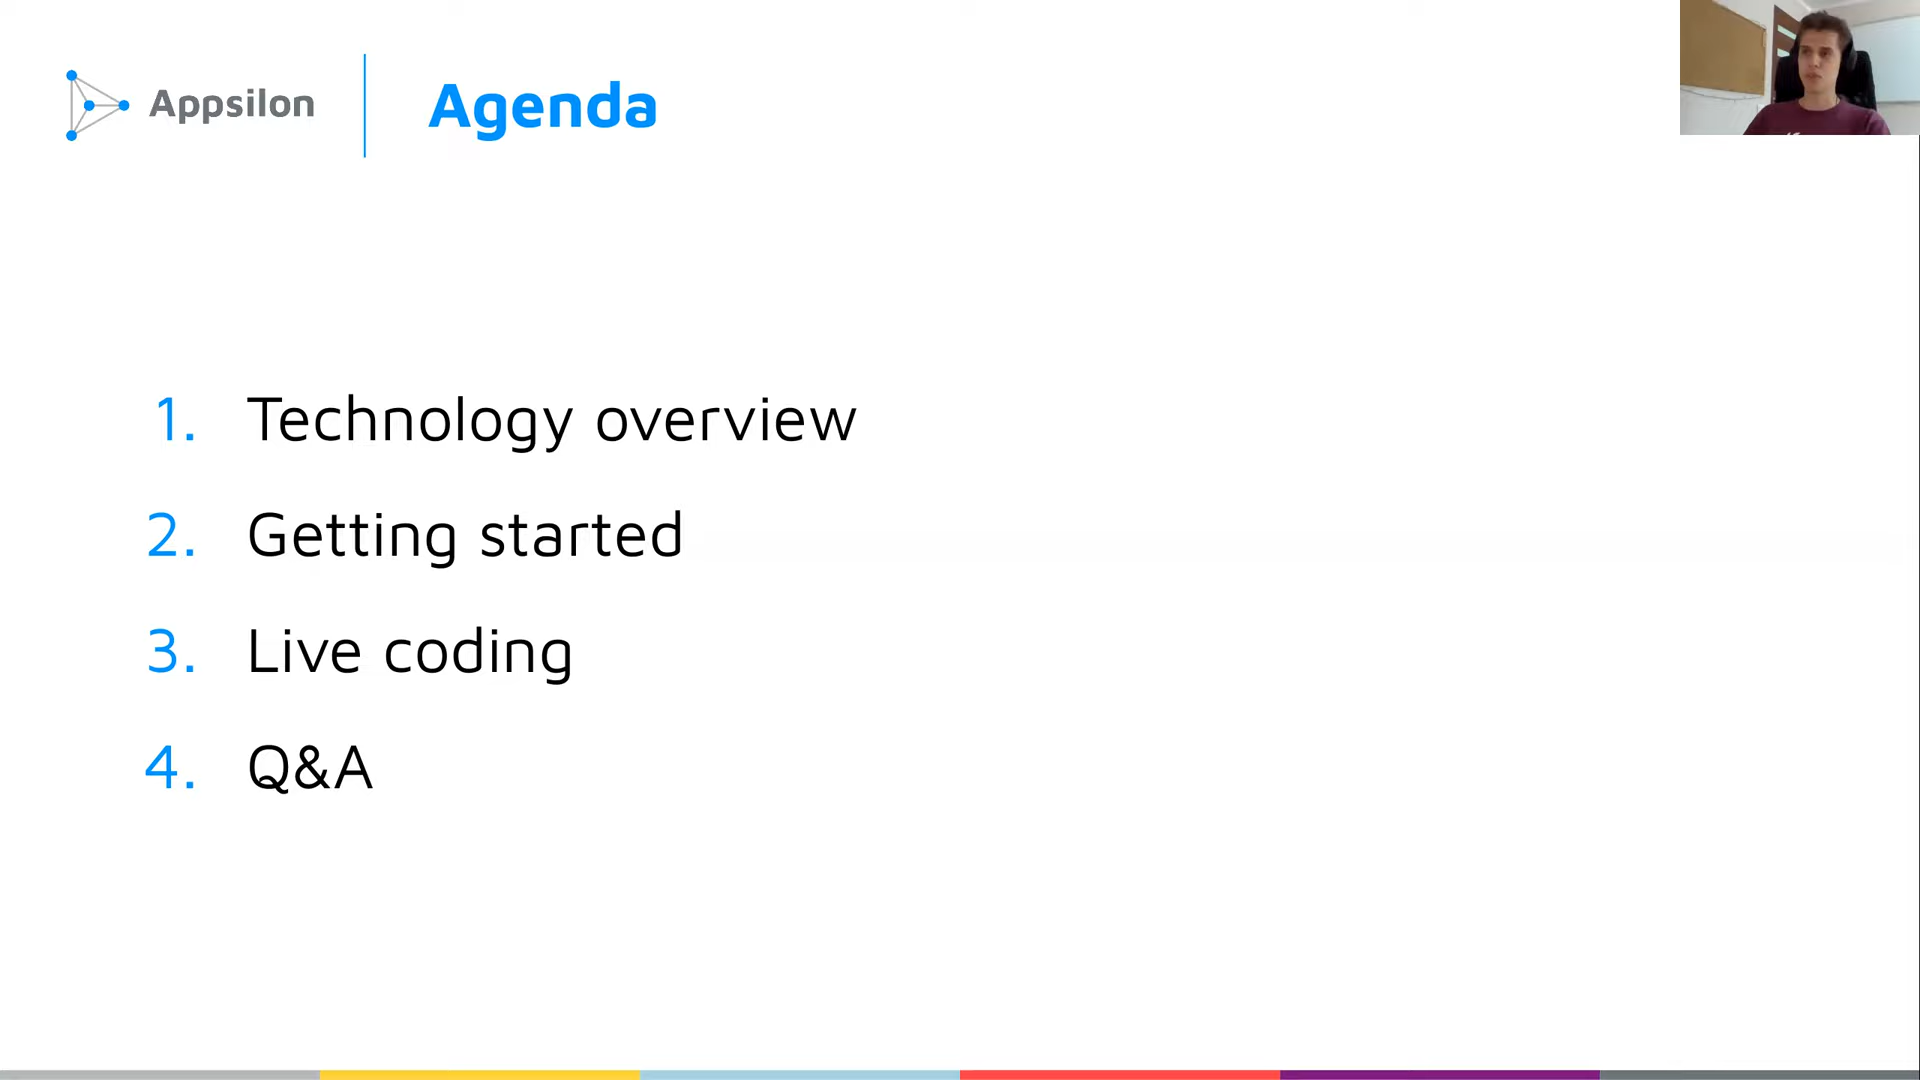 Appsilon
Agenda
1. Technology overview
2. Getting started
3. Live coding
4. Q&A